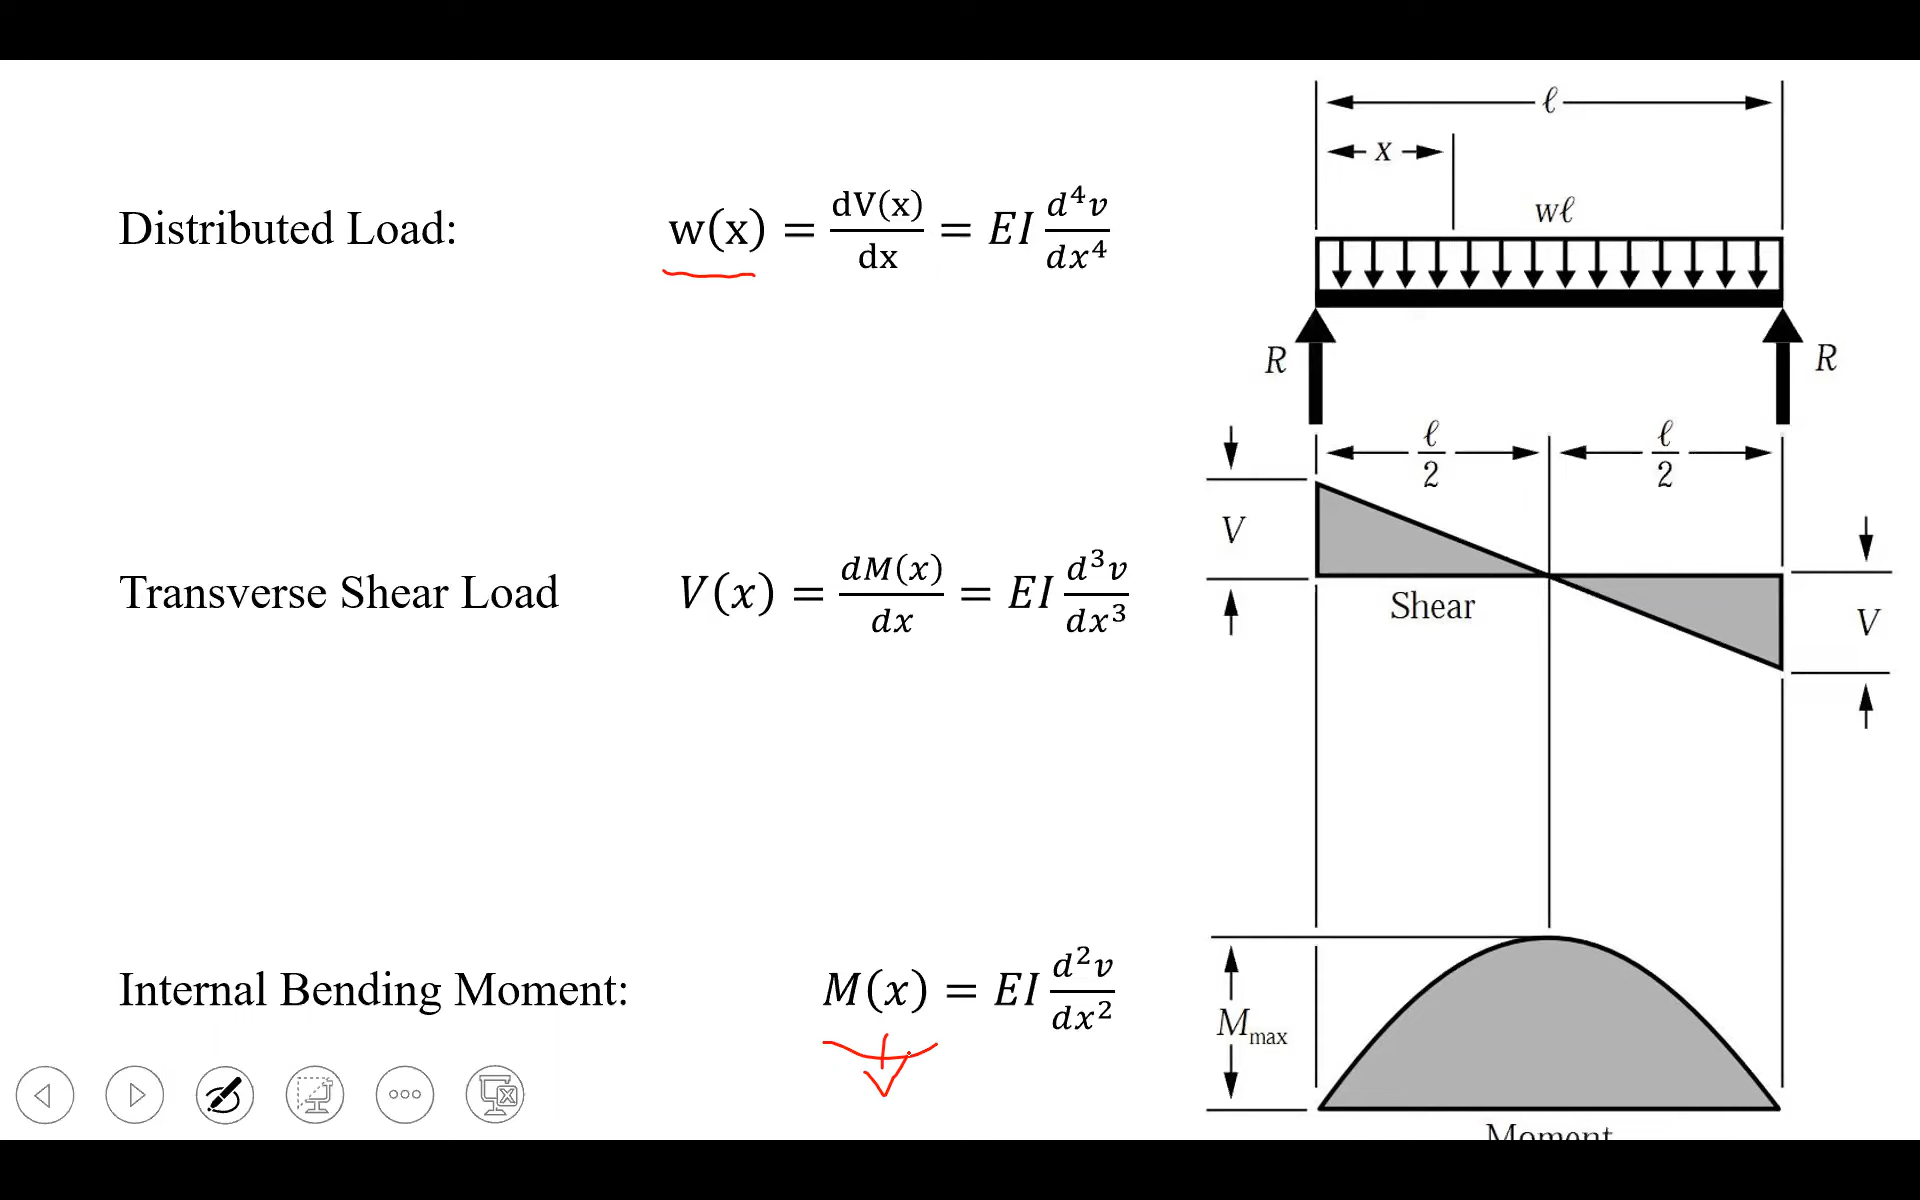 Distributed Load: w(x) = dV(x)/dx = EI d⁴v/dx⁴
Transverse Shear Load V(x) = dM(x)/dx = EI d³v/dx³
Internal Bending Moment: M(x) = EI d²v/dx²
ℓ
x
wℓ
R R
ℓ/2 ℓ/2
V
Shear
V
Mmax
Moment